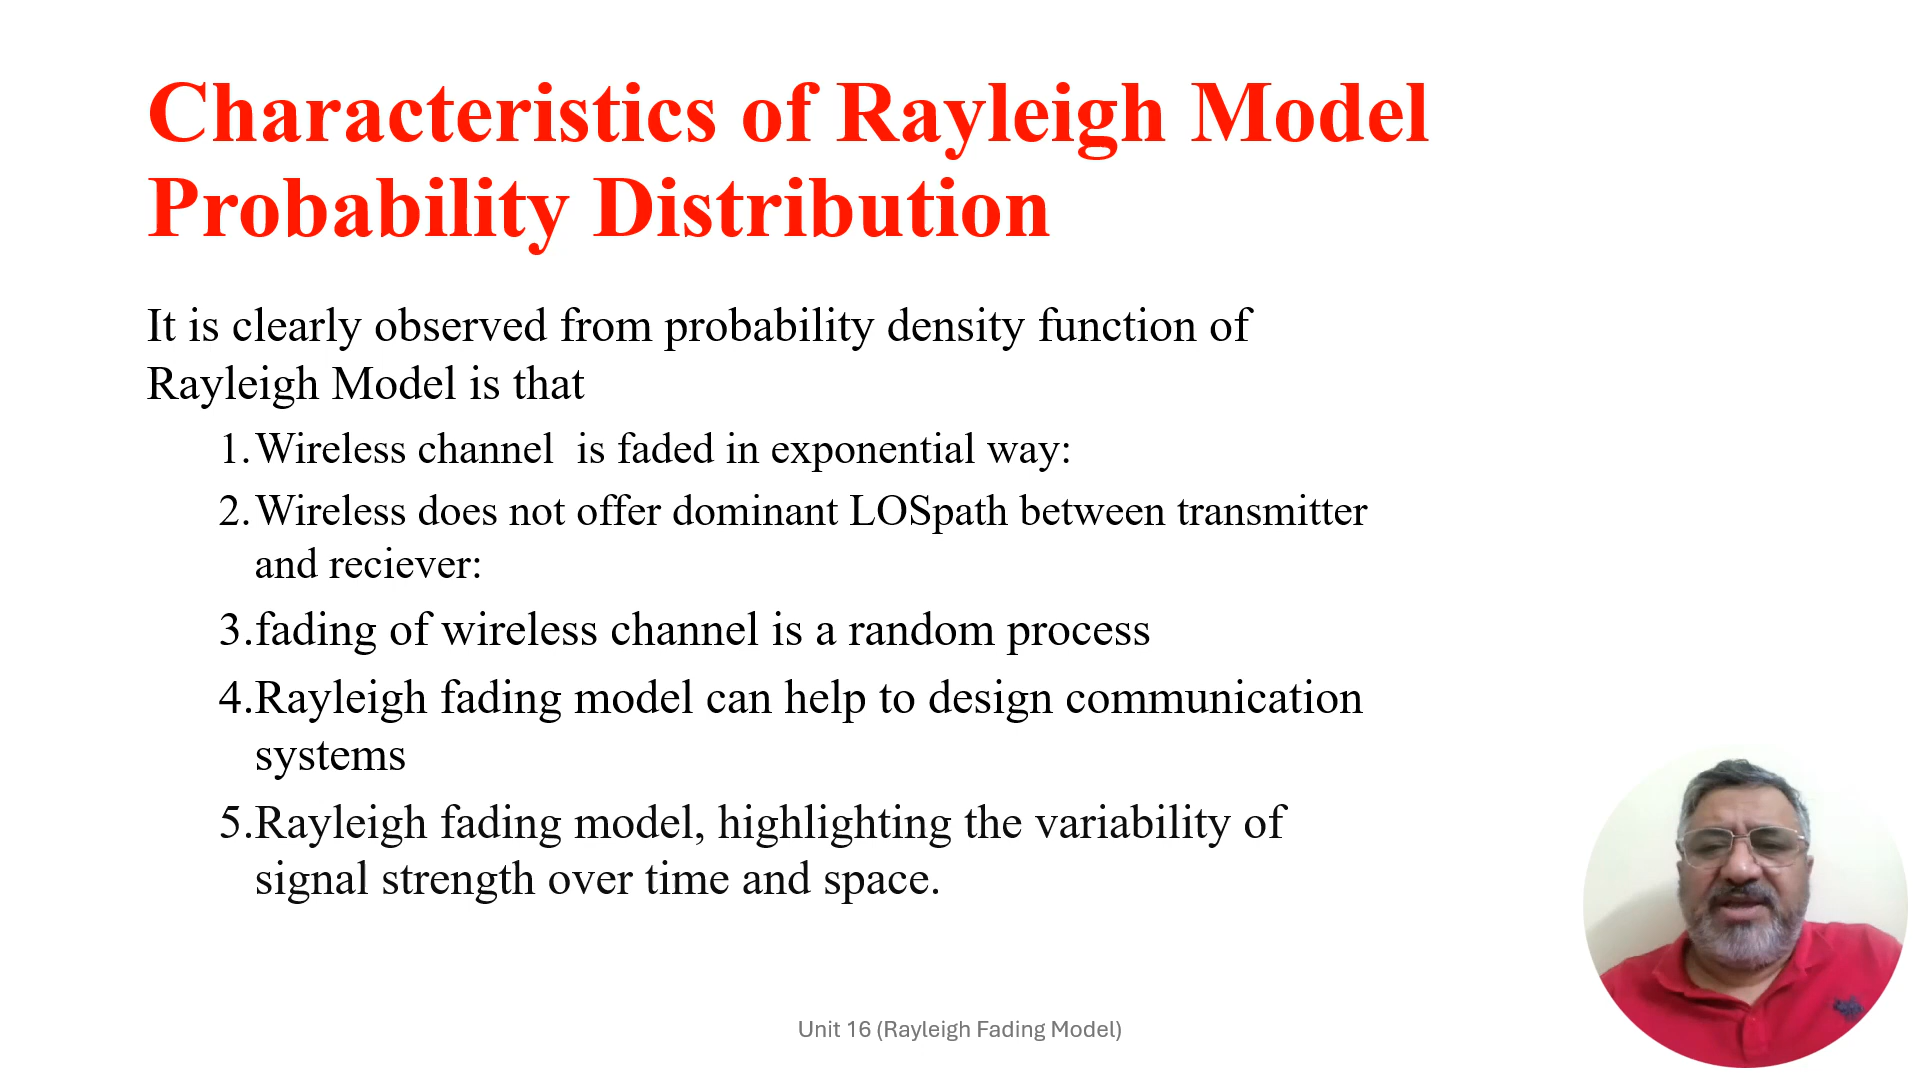 Characteristics of Rayleigh Model
Probability Distribution
It is clearly observed from probability density function of
Rayleigh Model is that
1. Wireless channel  is faded in exponential way:
2. Wireless does not offer dominant LOSpath between transmitter
and reciever:
3. fading of wireless channel is a random process
4. Rayleigh fading model can help to design communication
systems
5. Rayleigh fading model, highlighting the variability of
signal strength over time and space.
Unit 16 (Rayleigh Fading Model)